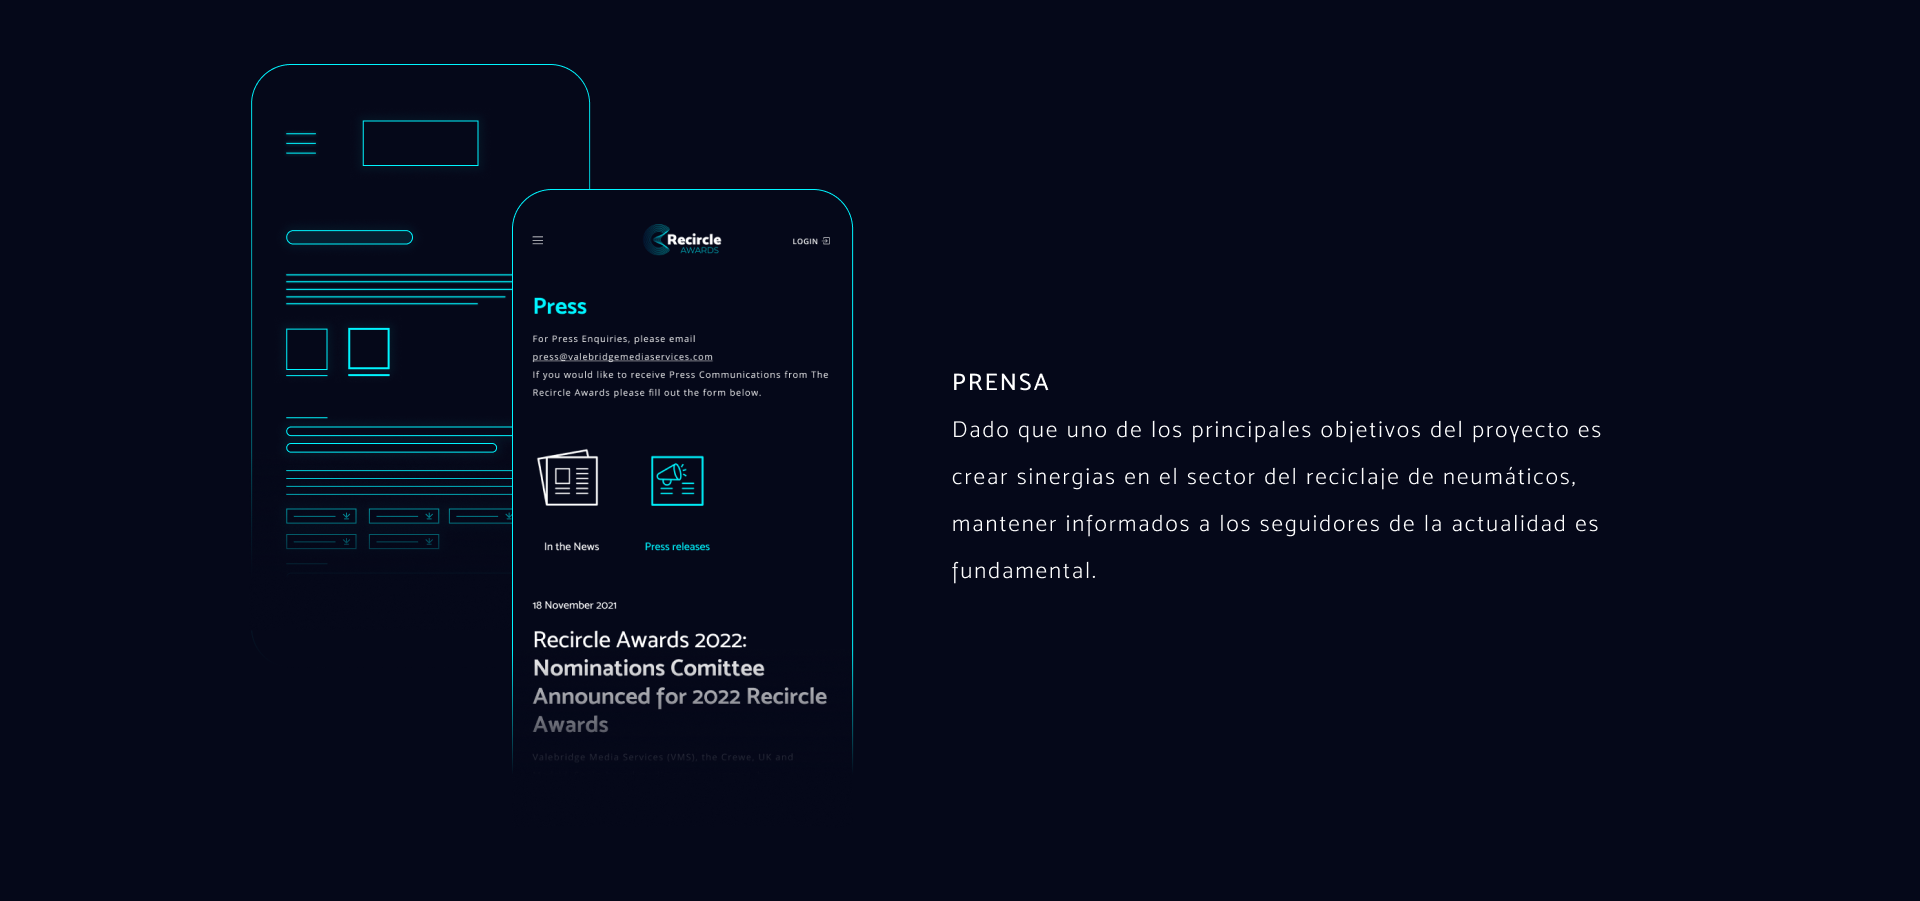 Recircle
AWARDS
LOGIN
Press
For Press Enquiries, please email
press@valebridgemediaservices.com
If you would like to receive Press Communications from The
Recircle Awards please fill out the form below.
In the News
Press releases
18 November 2021
Recircle Awards 2022:
Nominations Comittee
Announced for 2022 Recircle
Awards
Valebridge Media Services (VMS), the Crewe, UK and
PRENSA
Dado que uno de los principales objetivos del proyecto es
crear sinergias en el sector del reciclaje de neumáticos,
mantener informados a los seguidores de la actualidad es
fundamental.